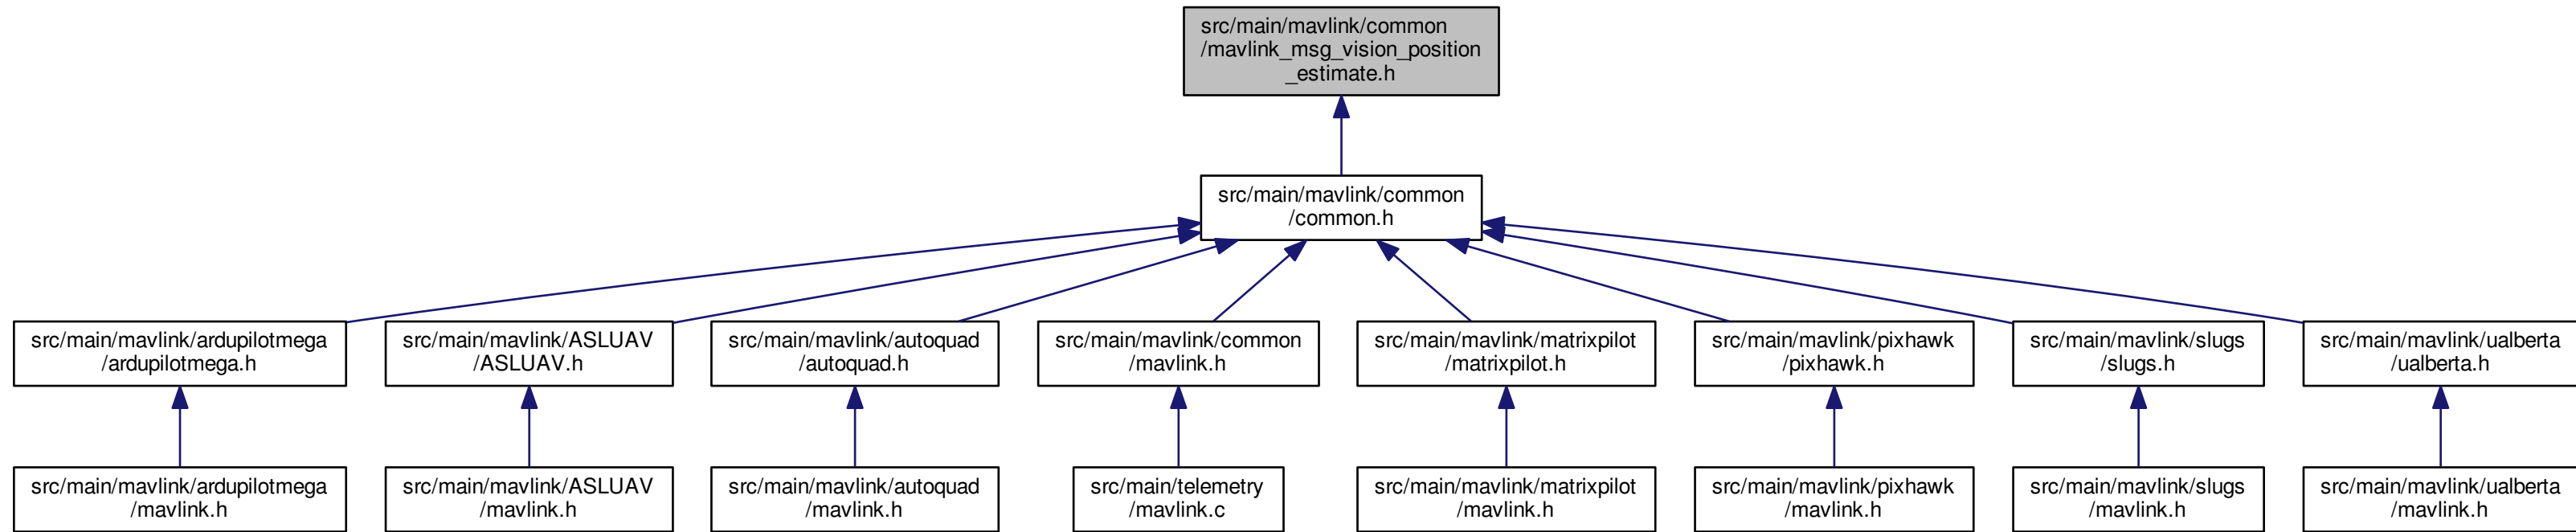 src/main/mavlink/common
/mavlink_msg_vision_position
_estimate.h
src/main/mavlink/common
/common.h
src/main/mavlink/ardupilotmega
/ardupilotmega.h
src/main/mavlink/ASLUAV
/ASLUAV.h
src/main/mavlink/autoquad
/autoquad.h
src/main/mavlink/common
/mavlink.h
src/main/mavlink/matrixpilot
/matrixpilot.h
src/main/mavlink/pixhawk
/pixhawk.h
src/main/mavlink/slugs
/slugs.h
src/main/mavlink/ualberta
/ualberta.h
src/main/mavlink/ardupilotmega
/mavlink.h
src/main/mavlink/ASLUAV
/mavlink.h
src/main/mavlink/autoquad
/mavlink.h
src/main/telemetry
/mavlink.c
src/main/mavlink/matrixpilot
/mavlink.h
src/main/mavlink/pixhawk
/mavlink.h
src/main/mavlink/slugs
/mavlink.h
src/main/mavlink/ualberta
/mavlink.h